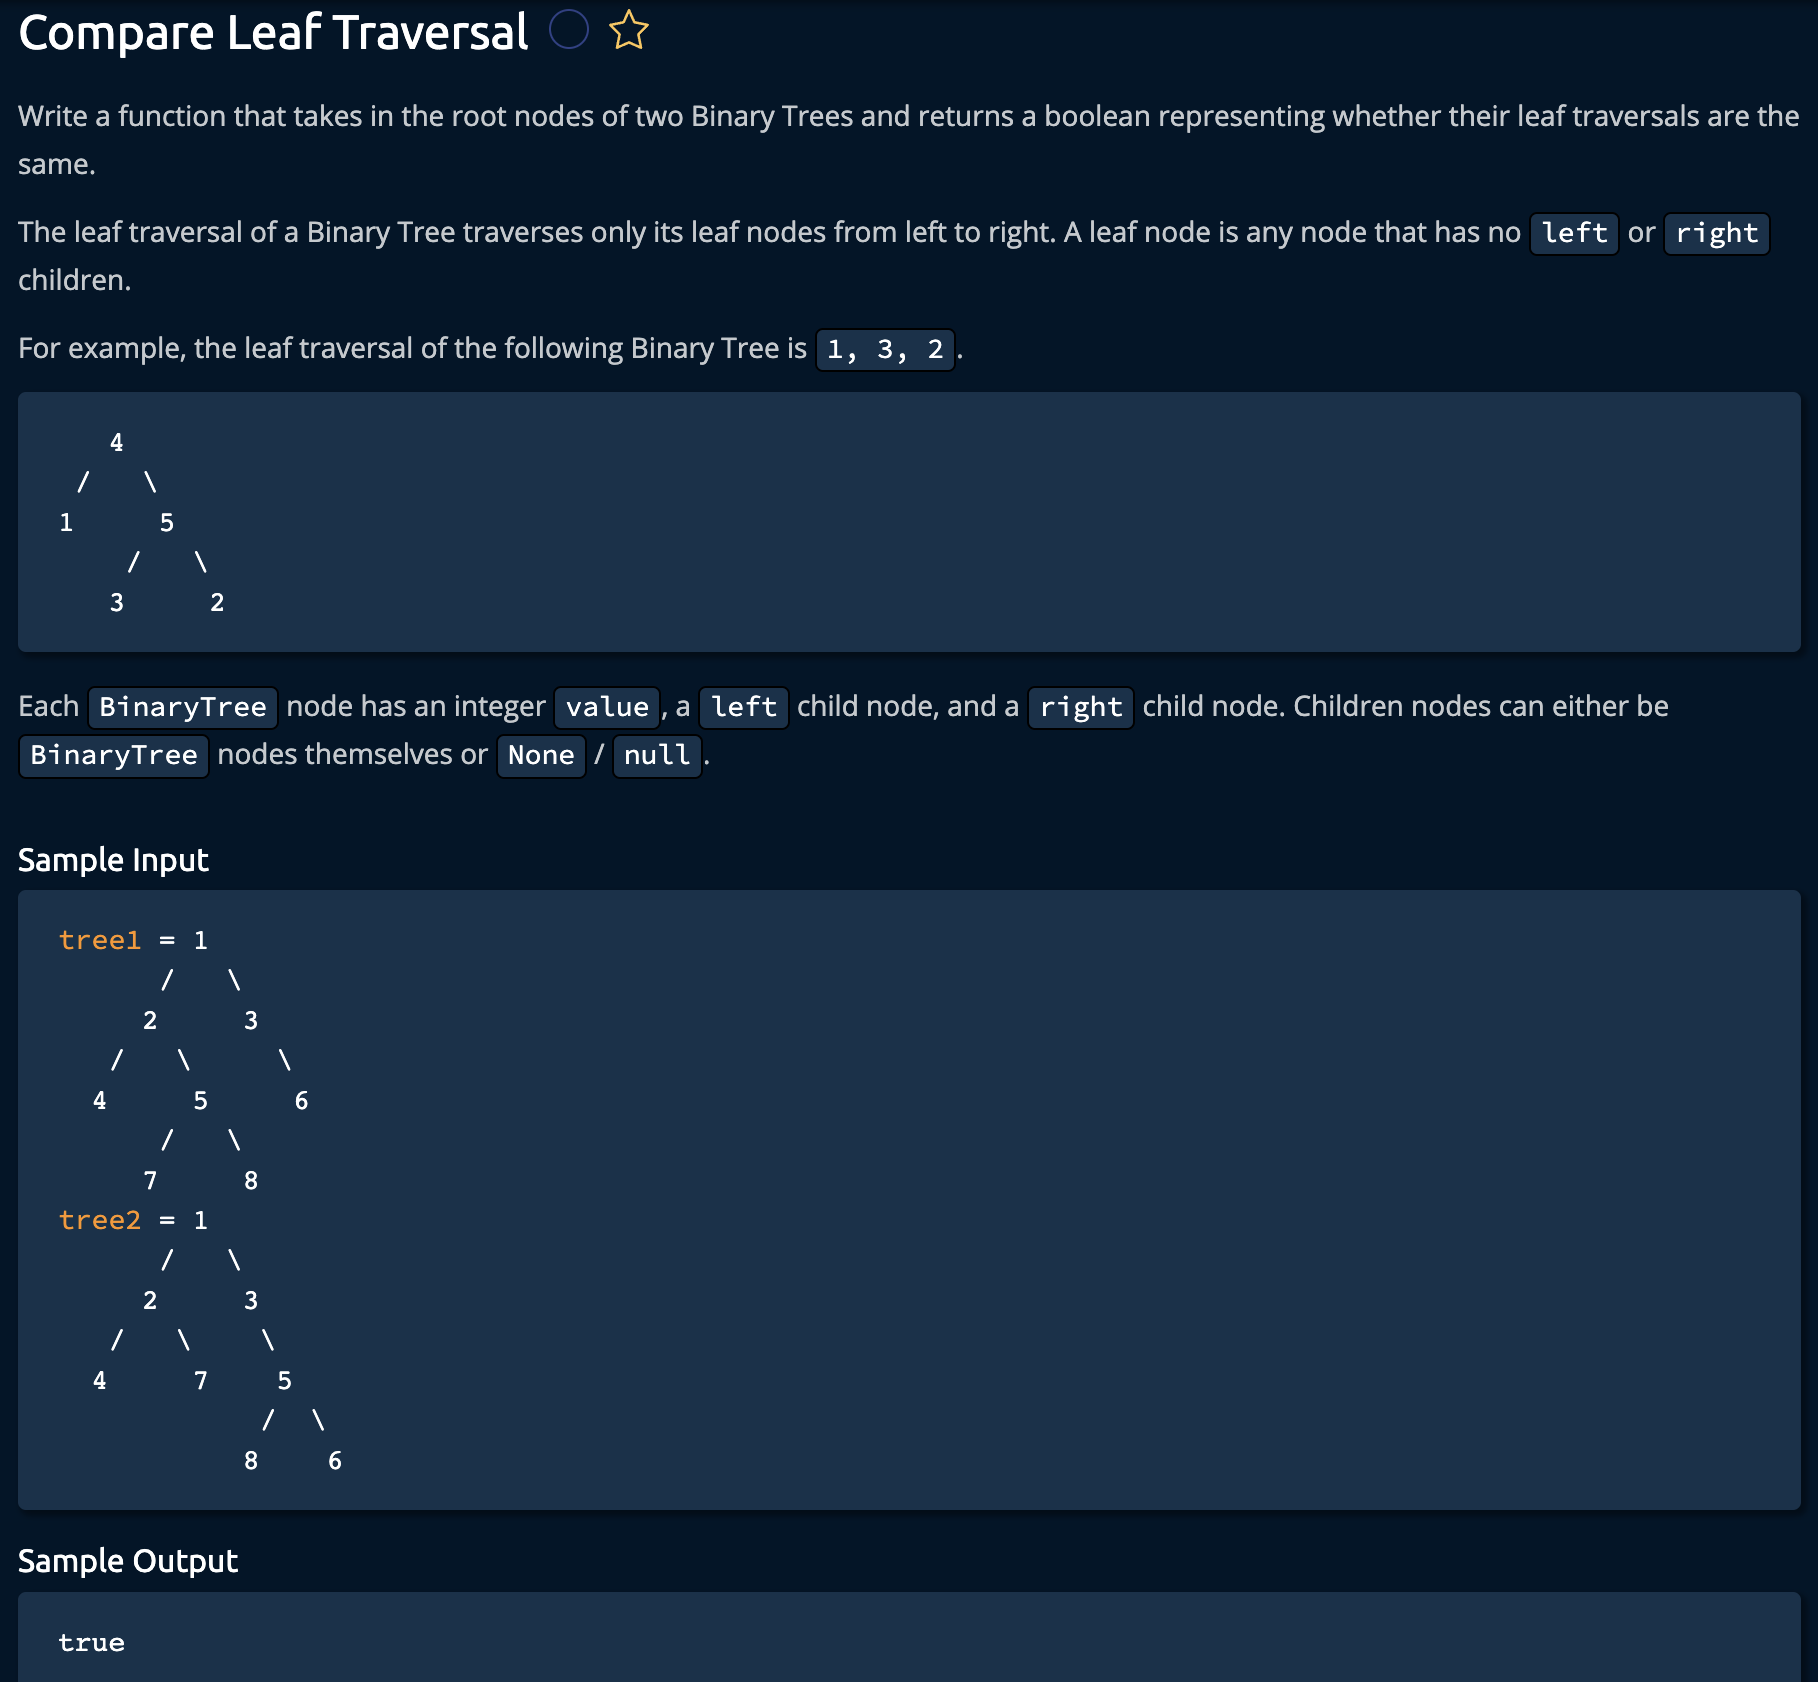 Compare Leaf Traversal
Write a function that takes in the root nodes of two Binary Trees and returns a boolean representing whether their leaf traversals are the
same.
The leaf traversal of a Binary Tree traverses only its leaf nodes from left to right. A leaf node is any node that has no left or right
children.
For example, the leaf traversal of the following Binary Tree is 1, 3, 2.
   4
 /   \
1     5
    /   \
   3     2
Each BinaryTree node has an integer value, a left child node, and a right child node. Children nodes can either be
BinaryTree nodes themselves or None / null.
Sample Input
tree1 = 1
      /   \
     2     3
   /   \     \
  4     5     6
      /   \
     7     8
tree2 = 1
      /   \
     2     3
   /   \    \
  4     7    5
            /  \
           8    6
Sample Output
true